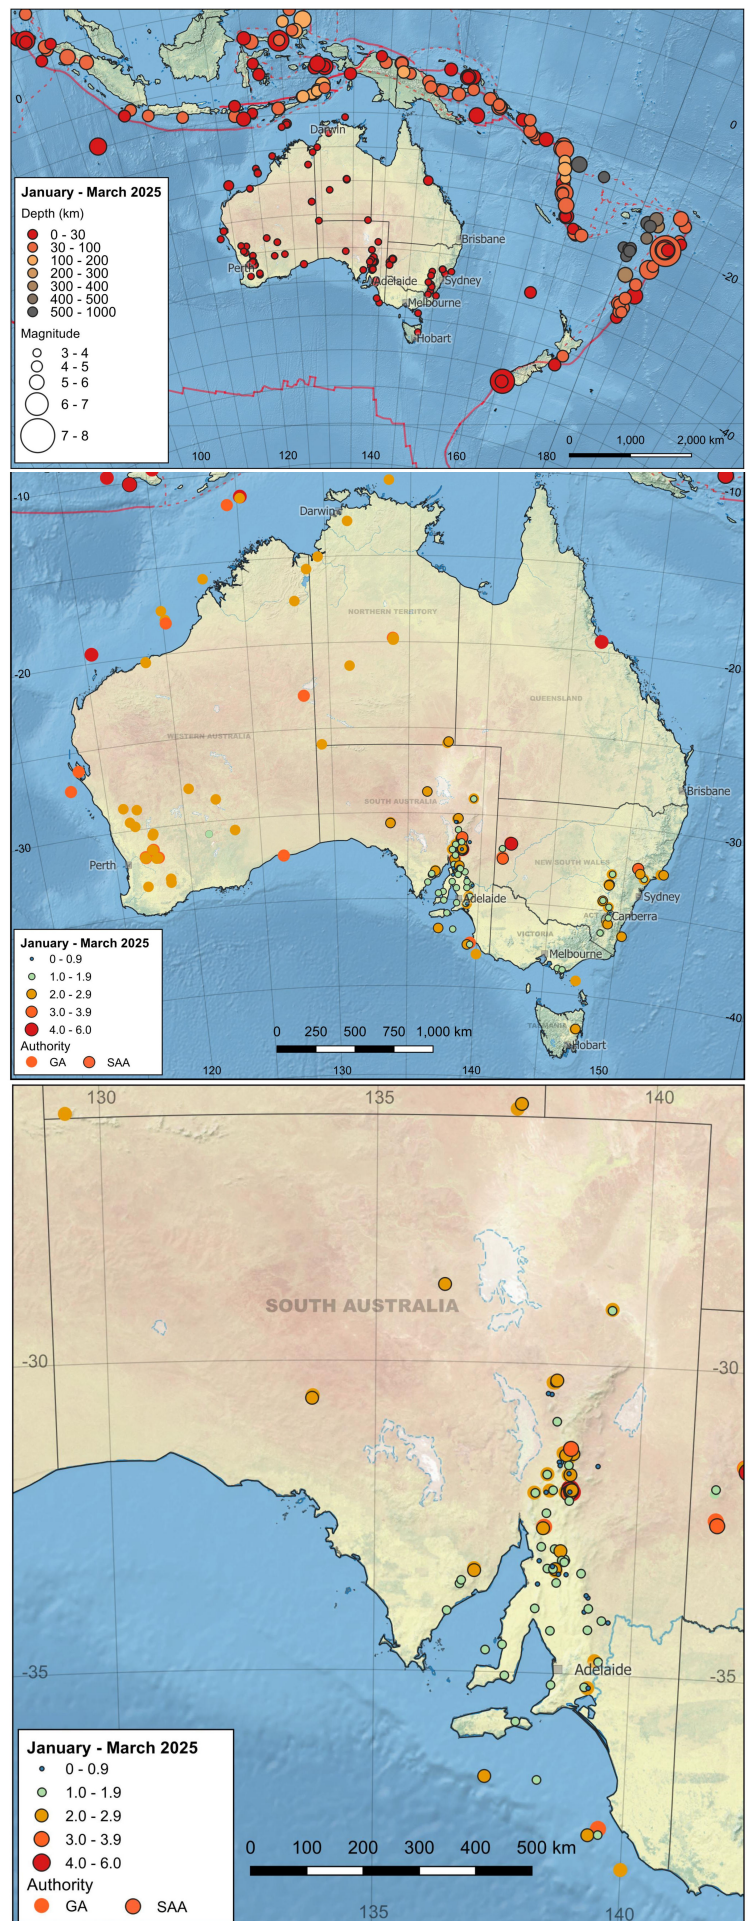 0
0
Darwin
January - March 2025
Depth (km)
0 - 30
30 - 100
100 - 200
200 - 300
300 - 400
400 - 500
500 - 1000
Magnitude
3 - 4
4 - 5
5 - 6
6 - 7
7 - 8
Brisbane
Perth
Adelaide
Sydney
Melbourne
Hobart
-20
-40
100
120
140
160
180
0 1,000 2,000 km
-10
-10
Darwin
NORTHERN TERRITORY
-20
-20
QUEENSLAND
WESTERN AUSTRALIA
Brisbane
SOUTH AUSTRALIA
-30
-30
NEW SOUTH WALES
Perth
Adelaide
Sydney
ACT
Canberra
VICTORIA
Melbourne
January - March 2025
0 - 0.9
1.0 - 1.9
2.0 - 2.9
3.0 - 3.9
4.0 - 6.0
Authority
GA SAA
0 250 500 750 1,000 km
-40
TASMANIA
Hobart
120
130
140
150
130
135
140
SOUTH AUSTRALIA
-30
-30
Adelaide
-35
-35
January - March 2025
0 - 0.9
1.0 - 1.9
2.0 - 2.9
3.0 - 3.9
4.0 - 6.0
Authority
GA SAA
0 100 200 300 400 500 km
135
140